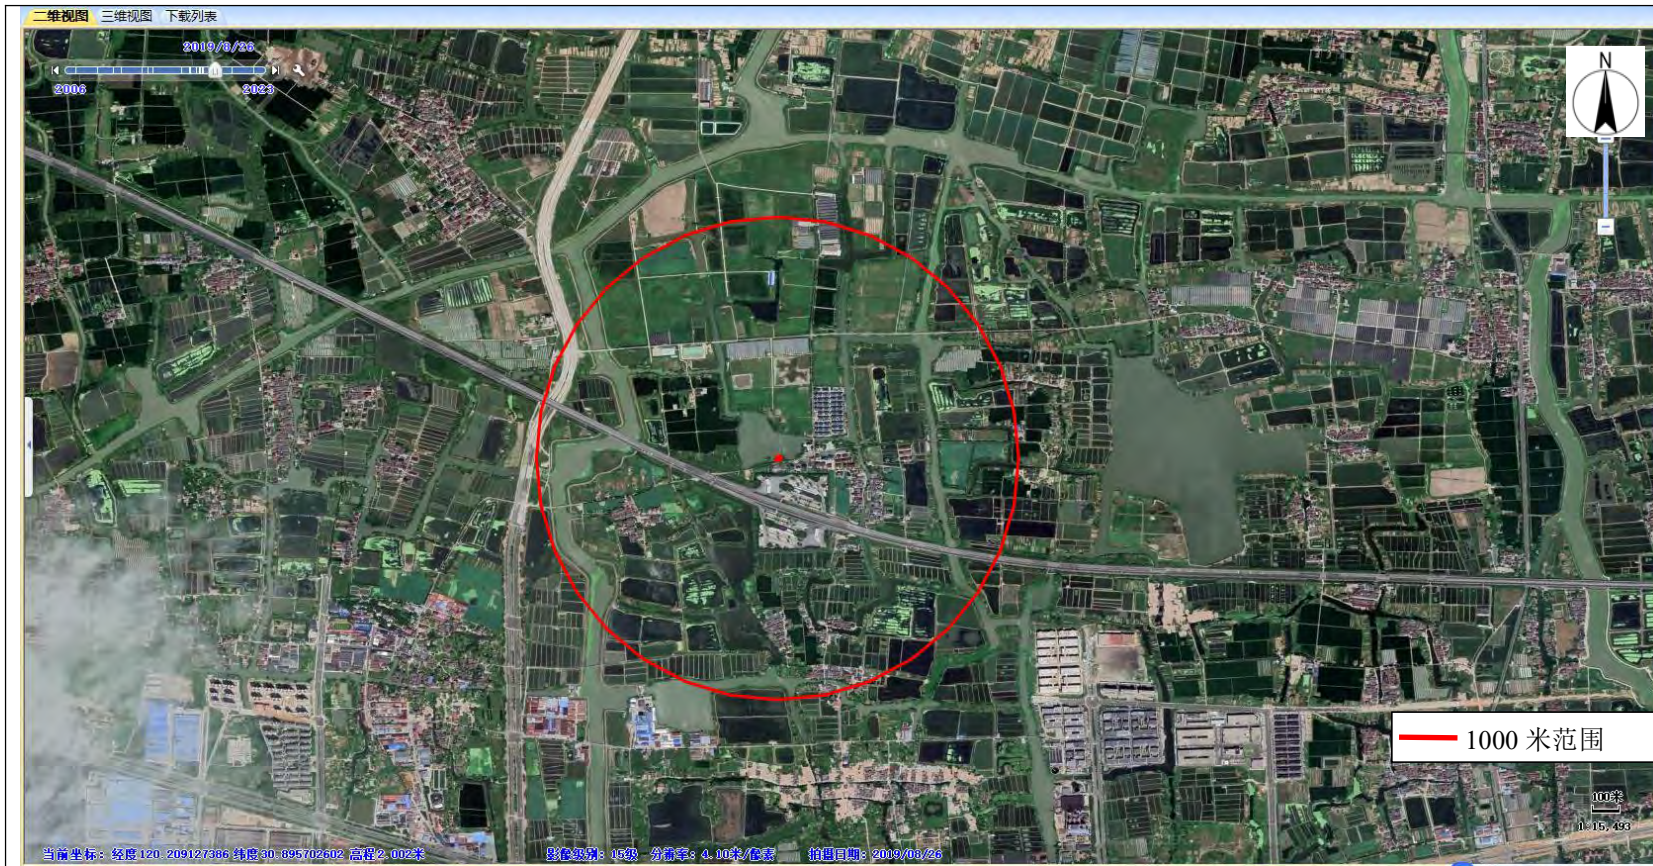 二维视图 三维视图 下载列表
2019/8/26
2006 2023
N
1000 米范围
100米
1:15,493
当前坐标：经度120.209127386 纬度30.895702602 高程2.002米 影像级别：15级 分辨率：4.10米/像素 拍摄日期：2019/08/26